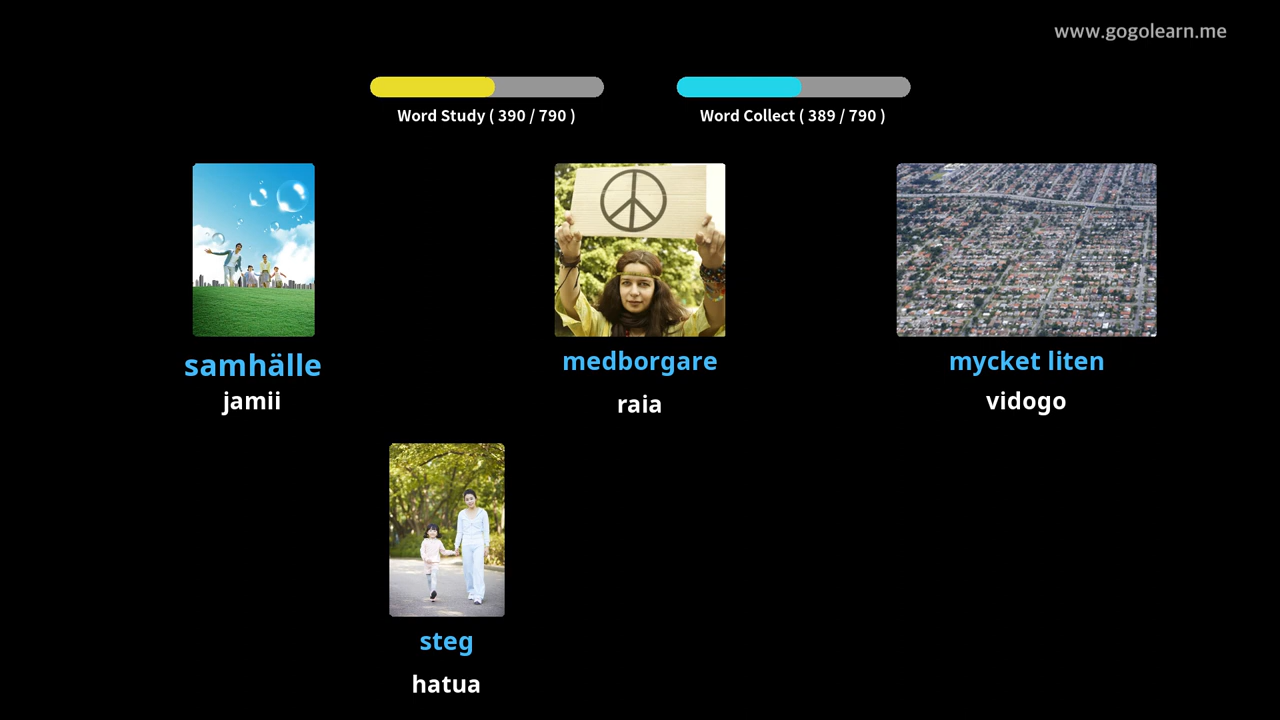 www.gogolearn.me
Word Study ( 390 / 790 )
Word Collect ( 389 / 790 )
samhälle
jamii
medborgare
raia
mycket liten
vidogo
steg
hatua